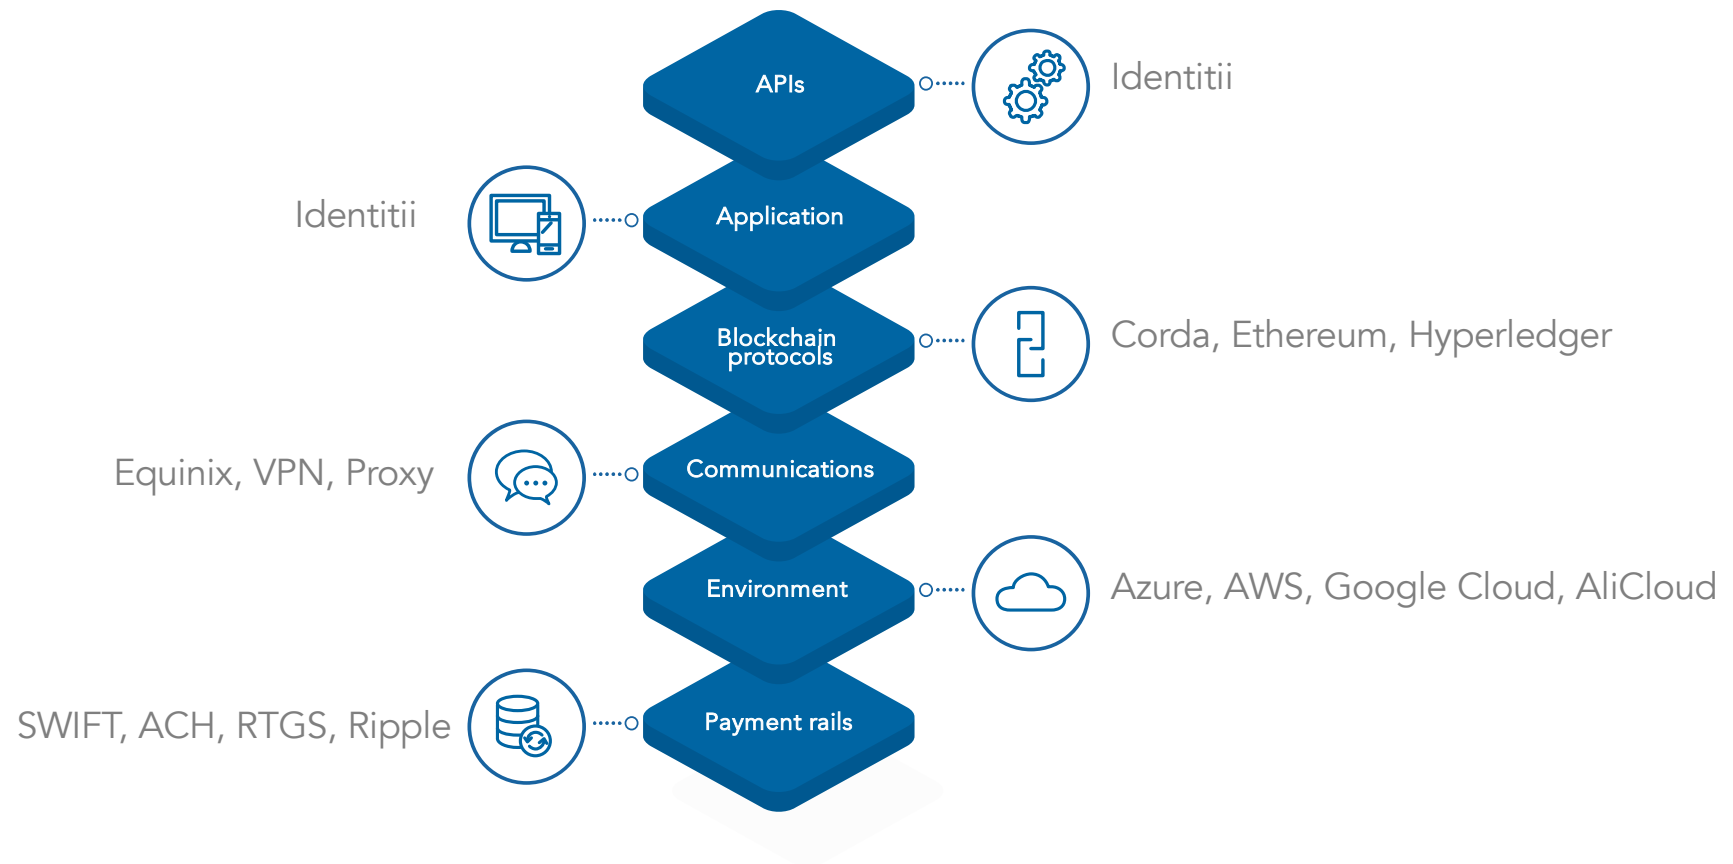 APIs
Identitii
Identitii
Application
Blockchain
protocols
Corda, Ethereum, Hyperledger
Equinix, VPN, Proxy
Communications
Environment
Azure, AWS, Google Cloud, AliCloud
SWIFT, ACH, RTGS, Ripple
Payment rails